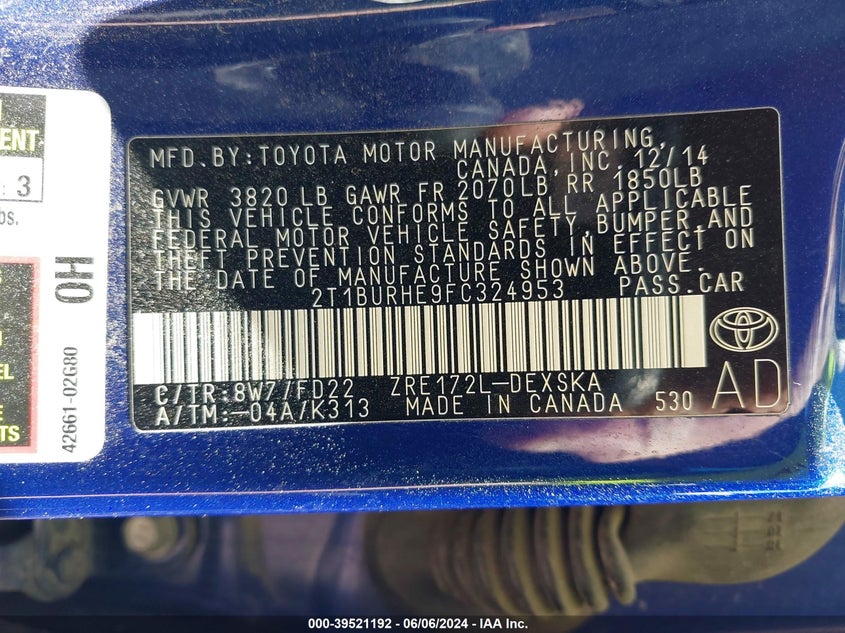 MFD.BY:TOYOTA MOTOR MANUFACTURING,
CANADA,INC. 12/14
GVWR 3820 LB GAWR FR 2070LB,RR 1850LB
THIS VEHICLE CONFORMS TO ALL APPLICABLE
FEDERAL MOTOR VEHICLE SAFETY,BUMPER,AND
THEFT PREVENTION STANDARDS IN EFFECT ON
THE DATE OF MANUFACTURE SHOWN ABOVE.
2T1BURHE9FC324953 PASS.CAR
C/TR:8W7/FD22 ZRE172L-DEXSKA AD
A/TM:-04A/K313 MADE IN CANADA 530
: 3
bs.
OH
42661-02G80
000-39521192 - 06/06/2024 - IAA Inc.